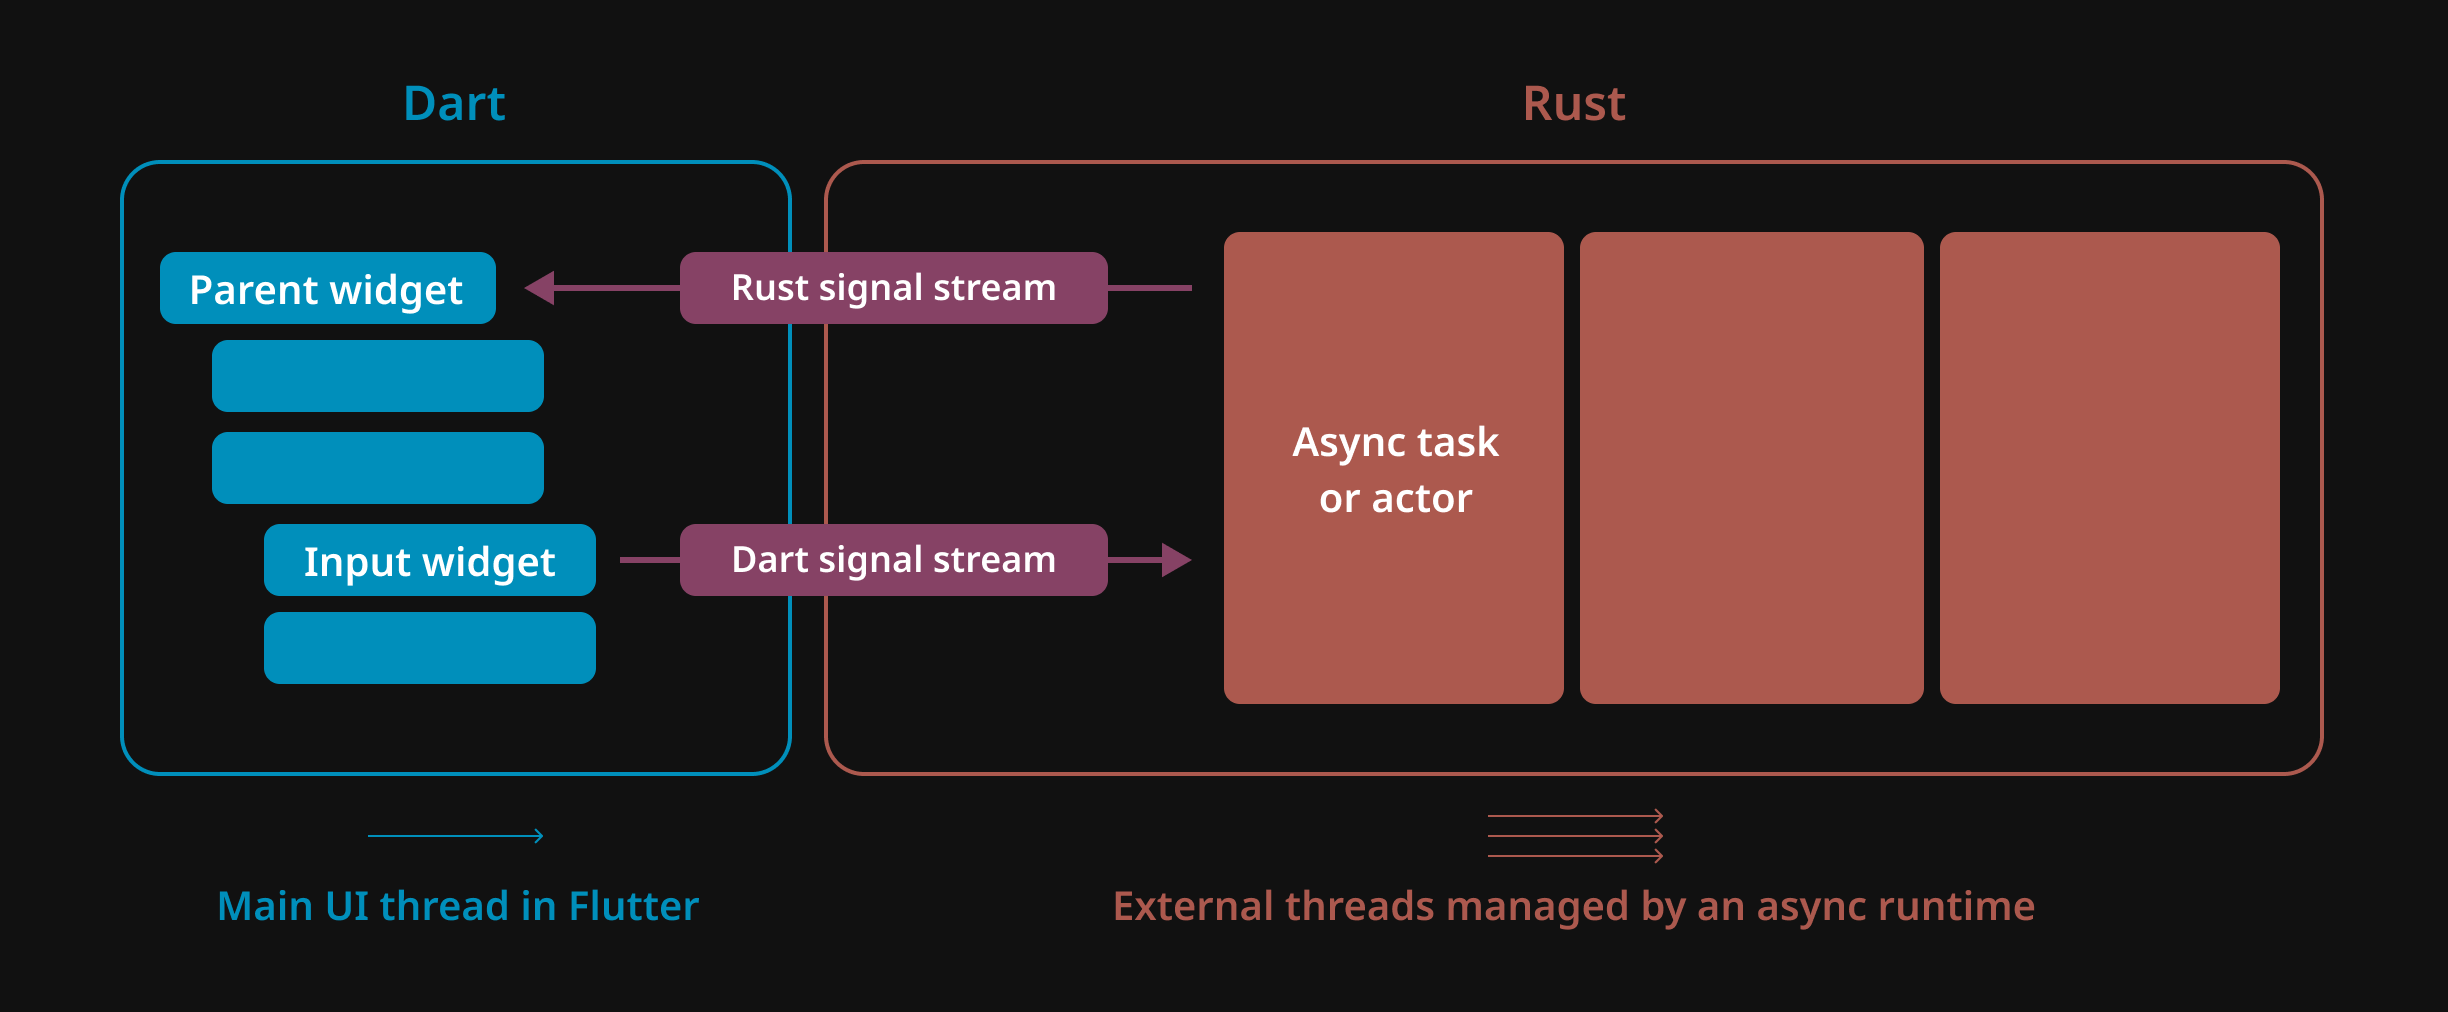 Dart
Rust
Parent widget
Rust signal stream
Async task
or actor
Input widget
Dart signal stream
Main UI thread in Flutter
External threads managed by an async runtime